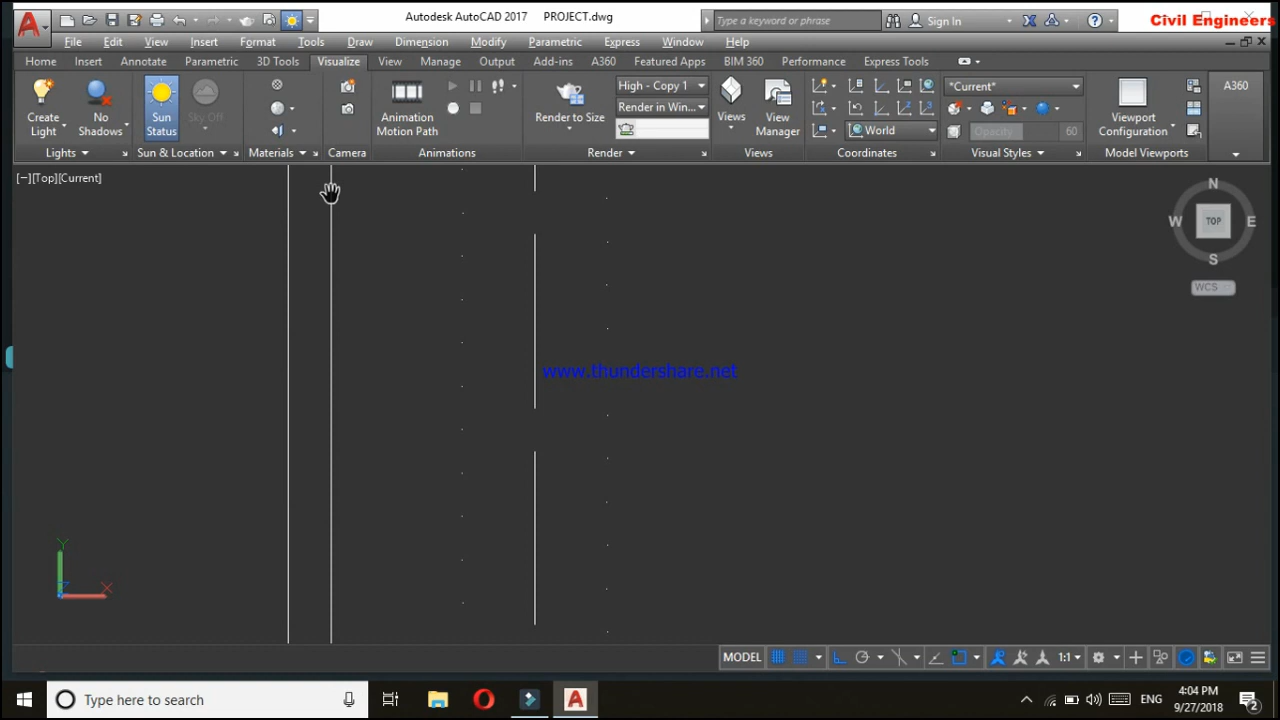 Autodesk AutoCAD 2017 PROJECT.dwg
Type a keyword or phrase
Sign In
Civil Engineers
File Edit View Insert Format Tools Draw Dimension Modify Parametric Express Window Help
Home Insert Annotate Parametric 3D Tools Visualize View Manage Output Add-ins A360 Featured Apps BIM 360 Performance Express Tools
Create Light
No Shadows
Sun Status
Sky Off
Animation Motion Path
Render to Size
High - Copy 1
Render in Win...
Views
View Manager
World
*Current*
Opacity 60
Viewport Configuration
A360
Lights Sun & Location Materials Camera Animations Render Views Coordinates Visual Styles Model Viewports
[−][Top][Current]
N
W TOP E
S
WCS
www.thundershare.net
Y
Z
X
MODEL 1:1
Type here to search
ENG
4:04 PM
9/27/2018
2